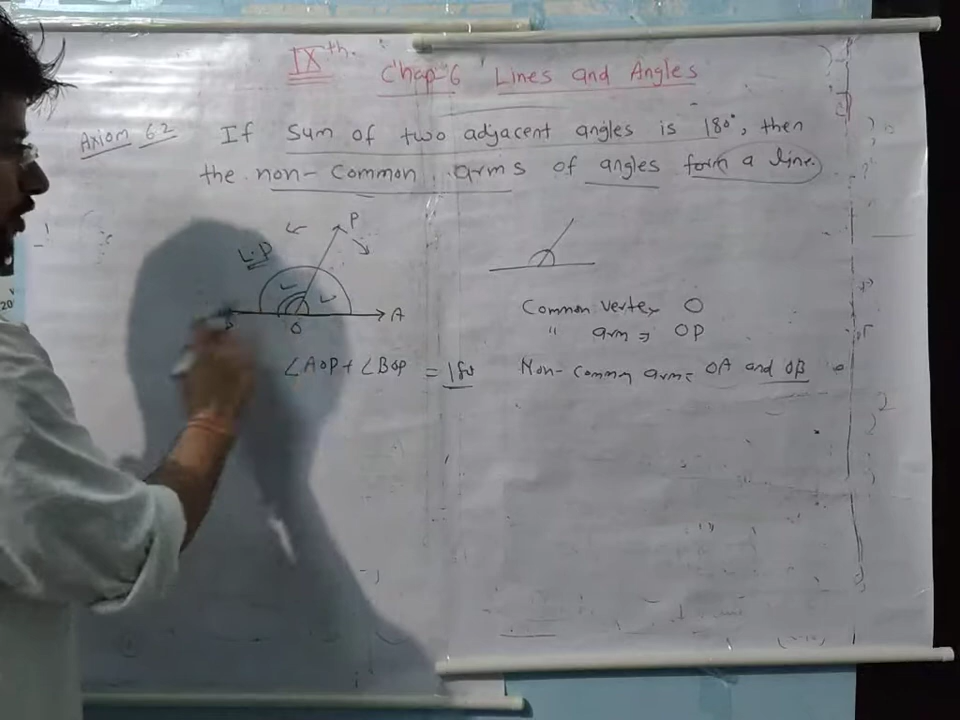 IXth.
Chap-6 Lines and Angles
Axiom 6.2 If Sum of two adjacent angles is 180°, then
the non-Common arms of angles form a line.
P
L.P
A
O
Common vertex O
" arm = OP
∠AOP + ∠BOP = 180
Non-common arm = OA and OB